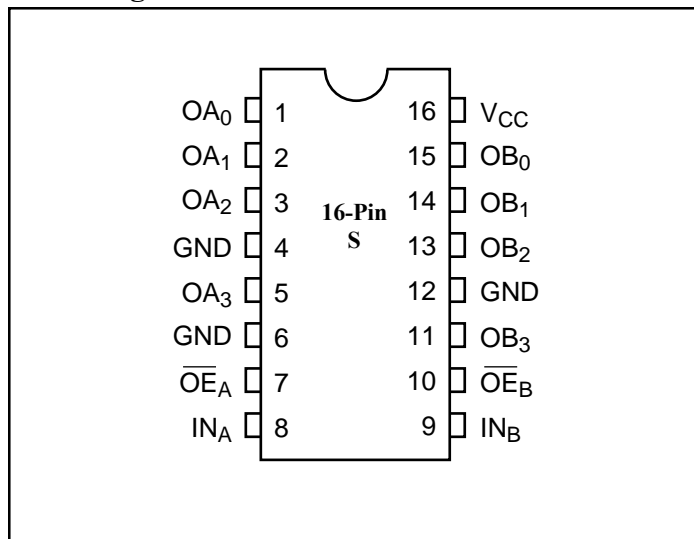 OA0 1 16 VCC
OA1 2 15 OB0
OA2 3 14 OB1
16-Pin
S
GND 4 13 OB2
OA3 5 12 GND
GND 6 11 OB3
OEA 7 10 OEB
INA 8 9 INB